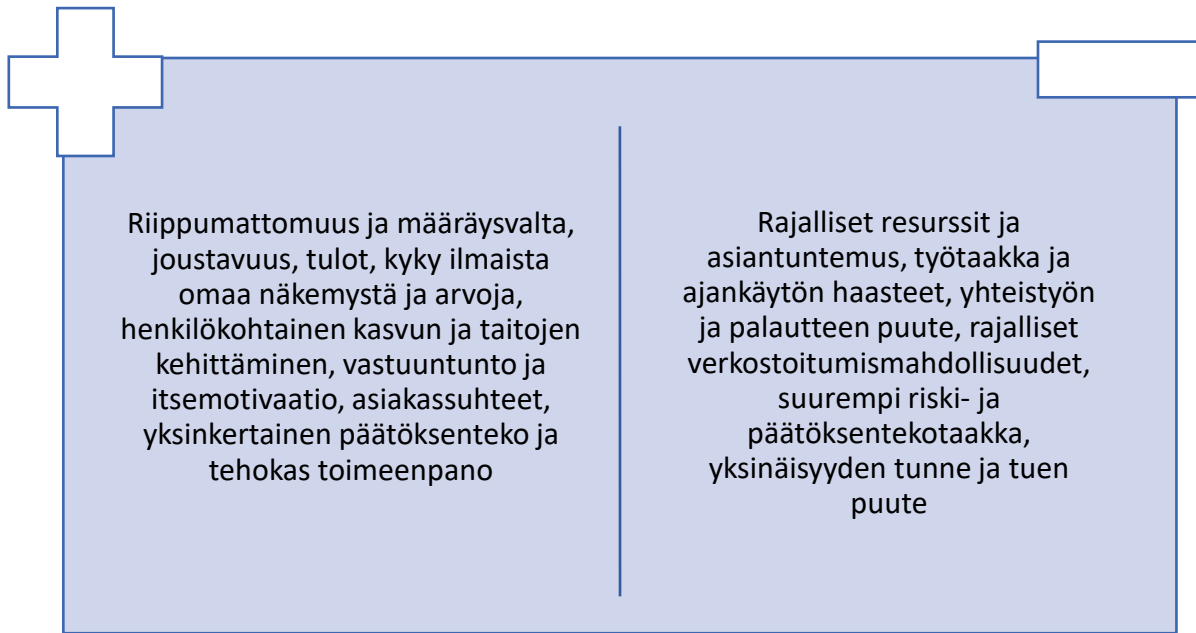 Riippumattomuus ja määräysvalta,
joustavuus, tulot, kyky ilmaista
omaa näkemystä ja arvoja,
henkilökohtainen kasvun ja taitojen
kehittäminen, vastuuntunto ja
itsemotivaatio, asiakassuhteet,
yksinkertainen päätöksenteko ja
tehokas toimeenpano
Rajalliset resurssit ja
asiantuntemus, työtaakka ja
ajankäytön haasteet, yhteistyön
ja palautteen puute, rajalliset
verkostoitumismahdollisuudet,
suurempi riski- ja
päätöksentekotaakka,
yksinäisyyden tunne ja tuen
puute